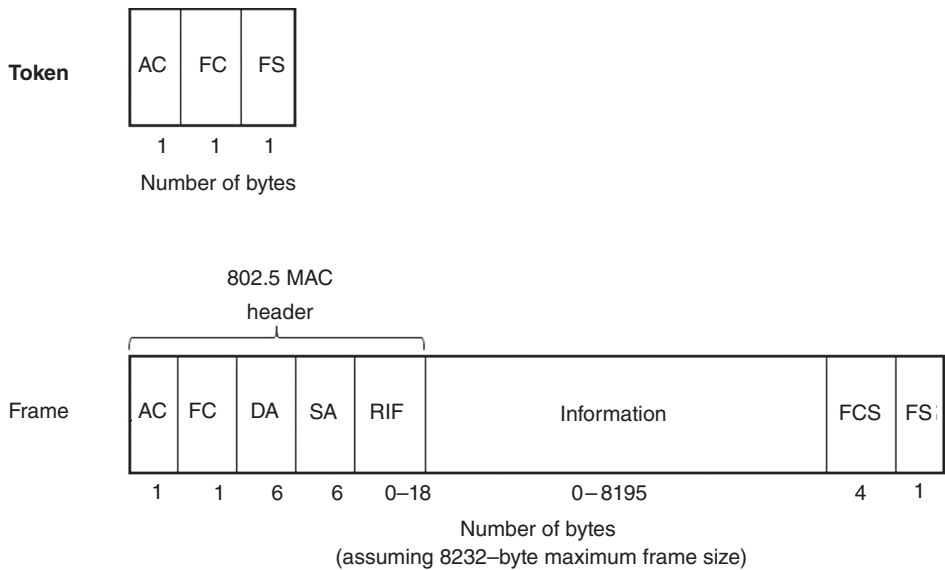 Token
AC FC FS
1 1 1
Number of bytes
802.5 MAC
header
Frame
AC FC DA SA RIF Information FCS FS
1 1 6 6 0–18 0–8195 4 1
Number of bytes
(assuming 8232–byte maximum frame size)